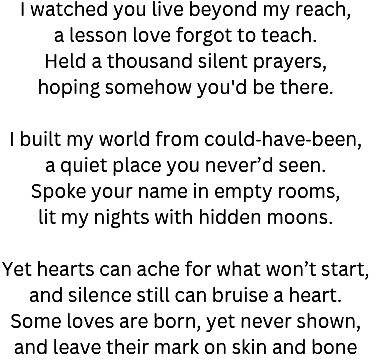 I watched you live beyond my reach,
a lesson love forgot to teach.
Held a thousand silent prayers,
hoping somehow you'd be there.
I built my world from could-have-been,
a quiet place you never’d seen.
Spoke your name in empty rooms,
lit my nights with hidden moons.
Yet hearts can ache for what won’t start,
and silence still can bruise a heart.
Some loves are born, yet never shown,
and leave their mark on skin and bone